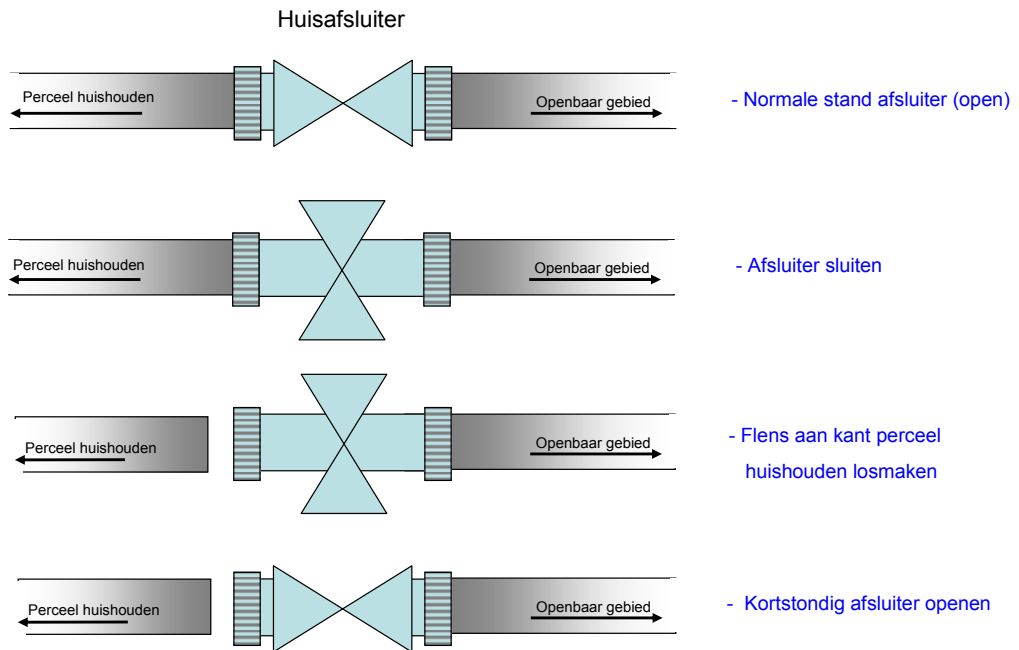 Huisafsluiter
Perceel huishouden
Openbaar gebied
- Normale stand afsluiter (open)
Perceel huishouden
Openbaar gebied
- Afsluiter sluiten
Perceel huishouden
Openbaar gebied
- Flens aan kant perceel
huishouden losmaken
Perceel huishouden
Openbaar gebied
- Kortstondig afsluiter openen